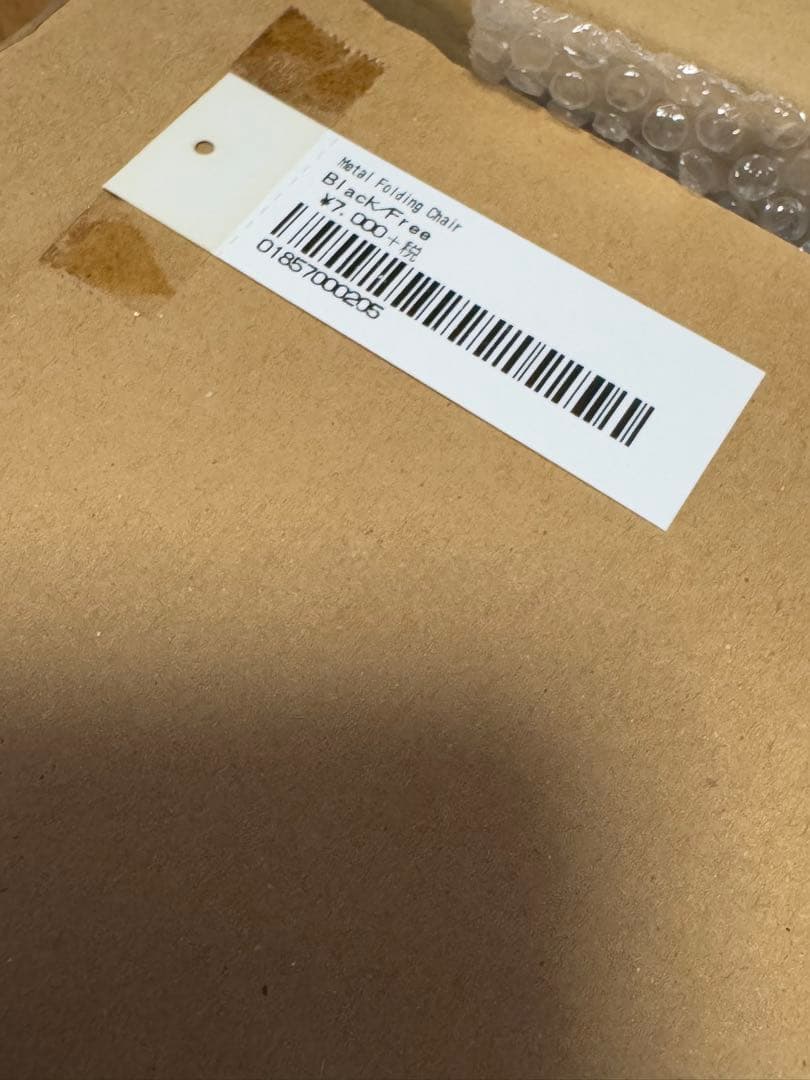 Metal Folding Chair
Black/Free
¥7,000+税
01857000205